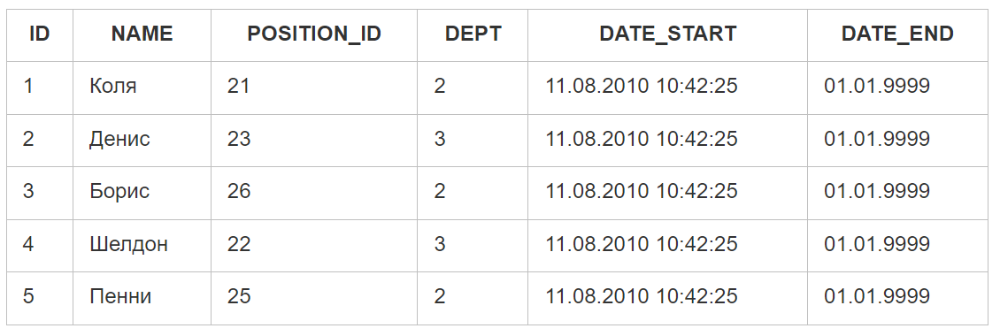 ID NAME POSITION_ID DEPT DATE_START DATE_END
1 Коля 21 2 11.08.2010 10:42:25 01.01.9999
2 Денис 23 3 11.08.2010 10:42:25 01.01.9999
3 Борис 26 2 11.08.2010 10:42:25 01.01.9999
4 Шелдон 22 3 11.08.2010 10:42:25 01.01.9999
5 Пенни 25 2 11.08.2010 10:42:25 01.01.9999